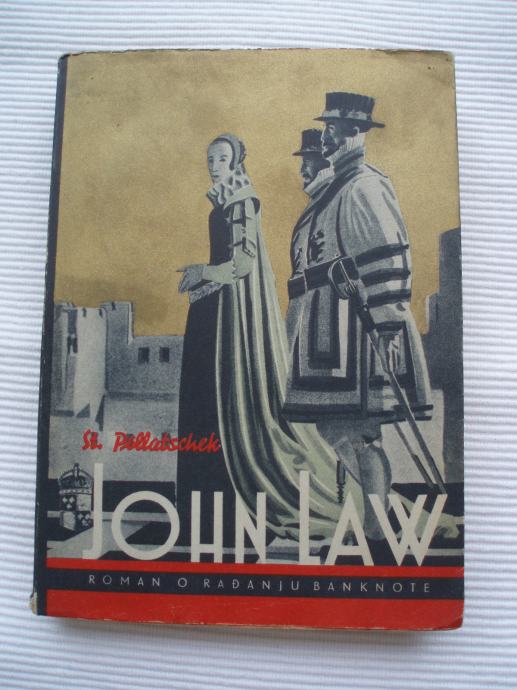 St. Pollatschek
JOHN LAW
ROMAN O RAĐANJU BANKNOTE